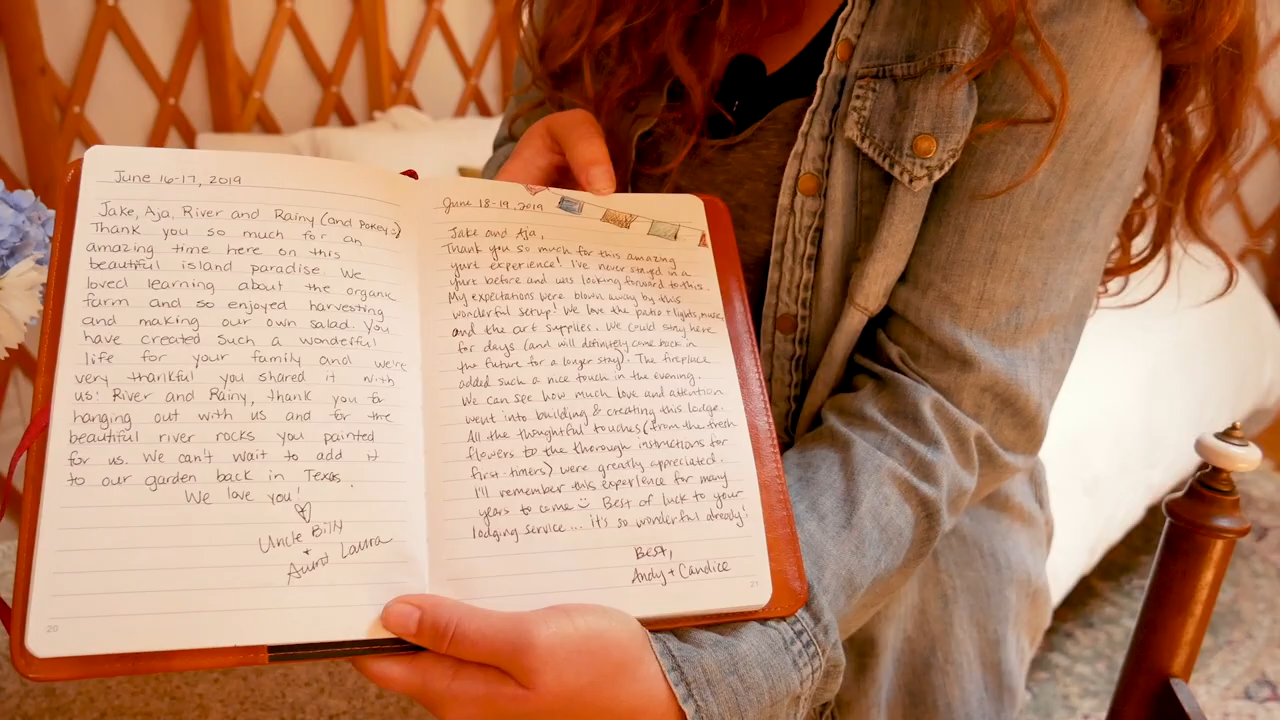 June 16-17, 2019
Jake, Aja, River and Rainy (and Pokey :)
Thank you so much for an
amazing time here on this
beautiful island paradise. We
loved learning about the organic
farm and so enjoyed harvesting
and making our own salad. You
have created such a wonderful
life for your family and we're
very thankful you shared it with
us! River and Rainy, thank you for
hanging out with us and for the
beautiful river rocks you painted
for us. We can't wait to add it
to our garden back in Texas.
We love you!
♡
Uncle Billy
+
Aunt Laura
20
June 18-19, 2019
Jake and Aja,
Thank you so much for this amazing
yurt experience! I've never stayed in a
yurt before and was looking forward to this.
My expectations were blown away by this
wonderful setup! We love the patio + lights, music,
and the art supplies. We could stay here
for days (and will definitely come back in
the future for a longer stay). The fireplace
added such a nice touch in the evening.
We can see how much love and attention
went into building & creating this lodge.
All the thoughtful touches (from the fresh
flowers to the thorough instructions for
first-timers) were greatly appreciated.
I'll remember this experience for many
years to come :) Best of luck to your
lodging service... it's so wonderful already!
Best,
Andy + Candice
21